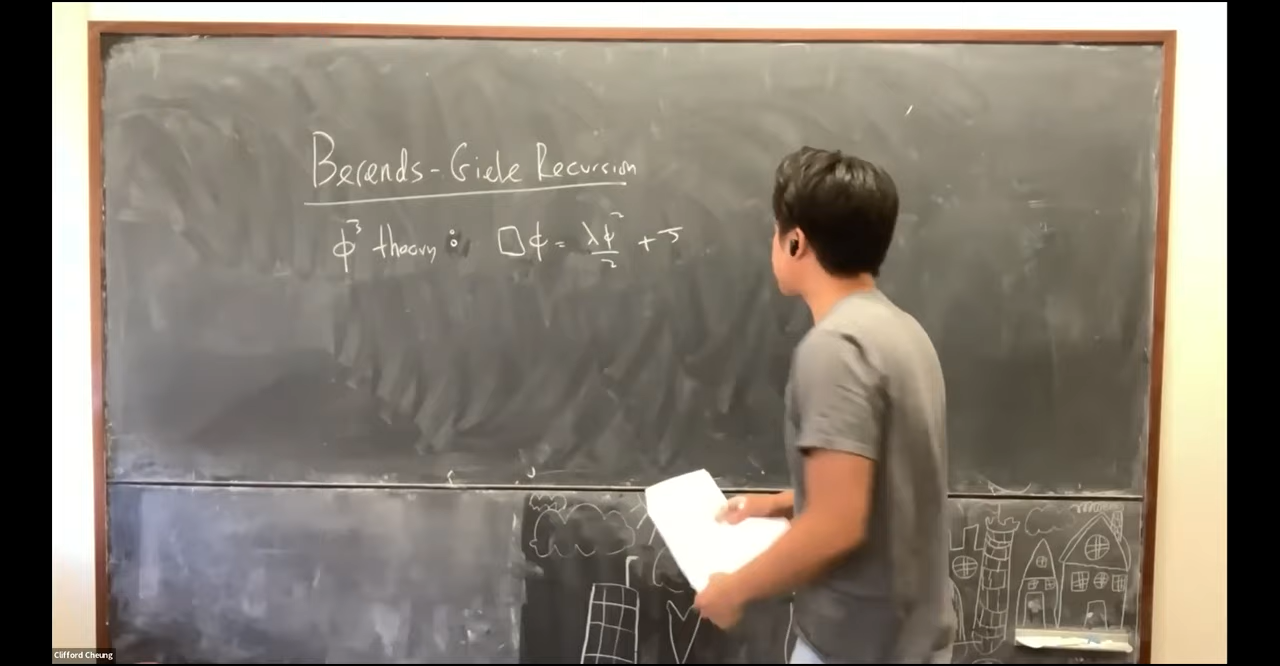 Berends-Giele Recursion
ϕ³ theory : □ϕ = λϕ²/2 + J
Clifford Cheung